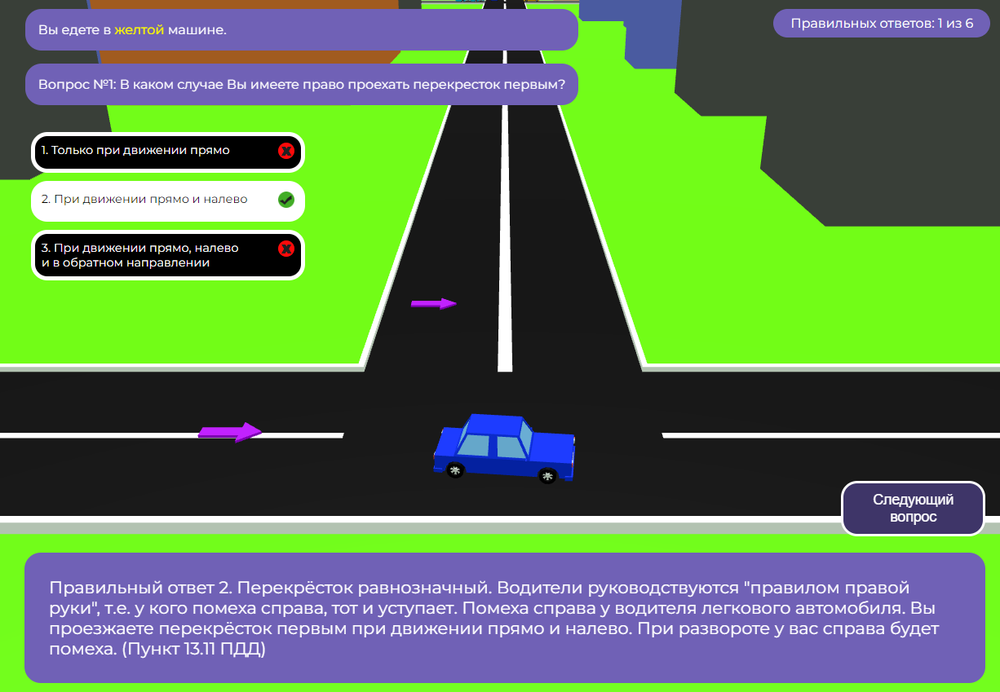 Вы едете в желтой машине.
Правильных ответов: 1 из 6
Вопрос №1: В каком случае Вы имеете право проехать перекресток первым?
1. Только при движении прямо
2. При движении прямо и налево
3. При движении прямо, налево
и в обратном направлении
Следующий
вопрос
Правильный ответ 2. Перекрёсток равнозначный. Водители руководствуются "правилом правой
руки", т.е. у кого помеха справа, тот и уступает. Помеха справа у водителя легкового автомобиля. Вы
проезжаете перекрёсток первым при движении прямо и налево. При развороте у вас справа будет
помеха. (Пункт 13.11 ПДД)